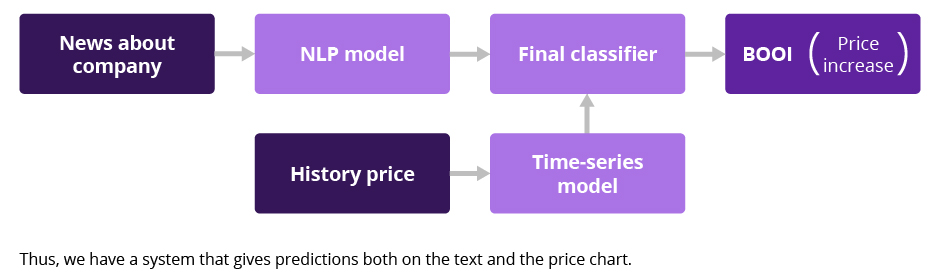 News about
company
NLP model
Final classifier
BOOI
Price
increase
History price
Time-series
model
Thus, we have a system that gives predictions both on the text and the price chart.